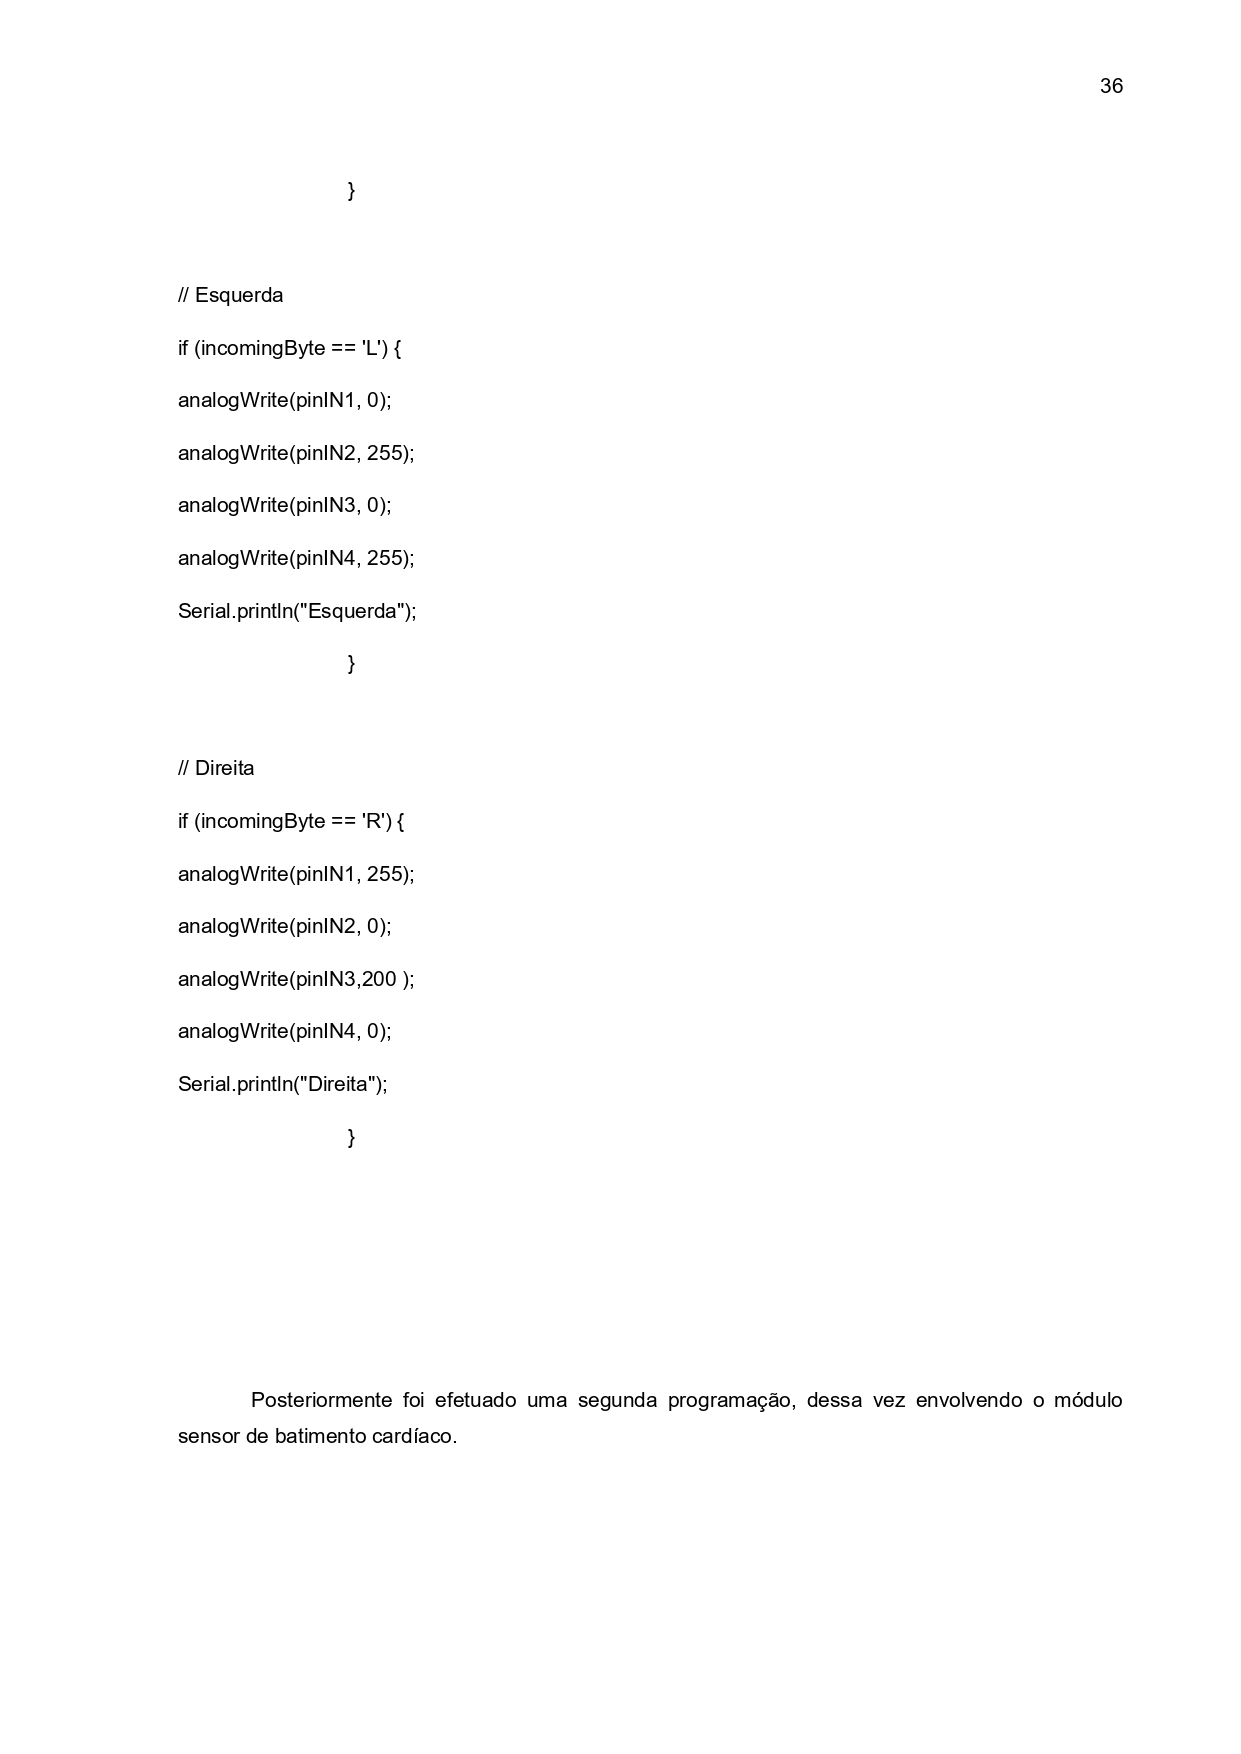 36
}
// Esquerda
if (incomingByte == 'L') {
analogWrite(pinIN1, 0);
analogWrite(pinIN2, 255);
analogWrite(pinIN3, 0);
analogWrite(pinIN4, 255);
Serial.println("Esquerda");
}
// Direita
if (incomingByte == 'R') {
analogWrite(pinIN1, 255);
analogWrite(pinIN2, 0);
analogWrite(pinIN3,200 );
analogWrite(pinIN4, 0);
Serial.println("Direita");
}
Posteriormente foi efetuado uma segunda programação, dessa vez envolvendo o módulo
sensor de batimento cardíaco.